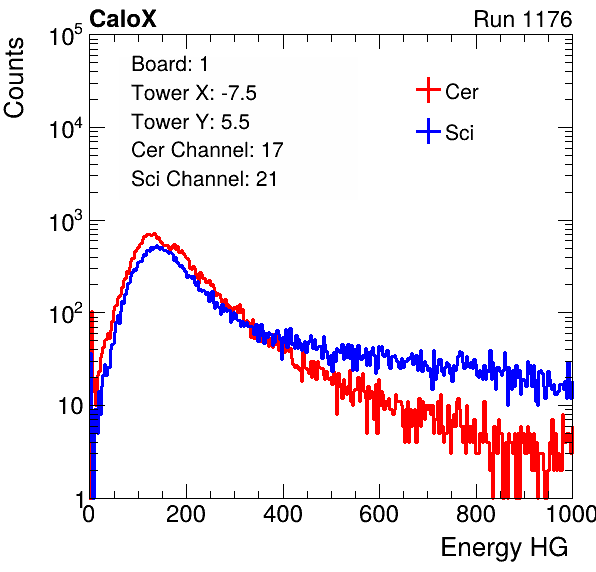 CaloX
Run 1176
Counts
10^5
10^4
10^3
10^2
10
1
Board: 1
Tower X: -7.5
Tower Y: 5.5
Cer Channel: 17
Sci Channel: 21
Cer
Sci
0 200 400 600 800 1000
Energy HG